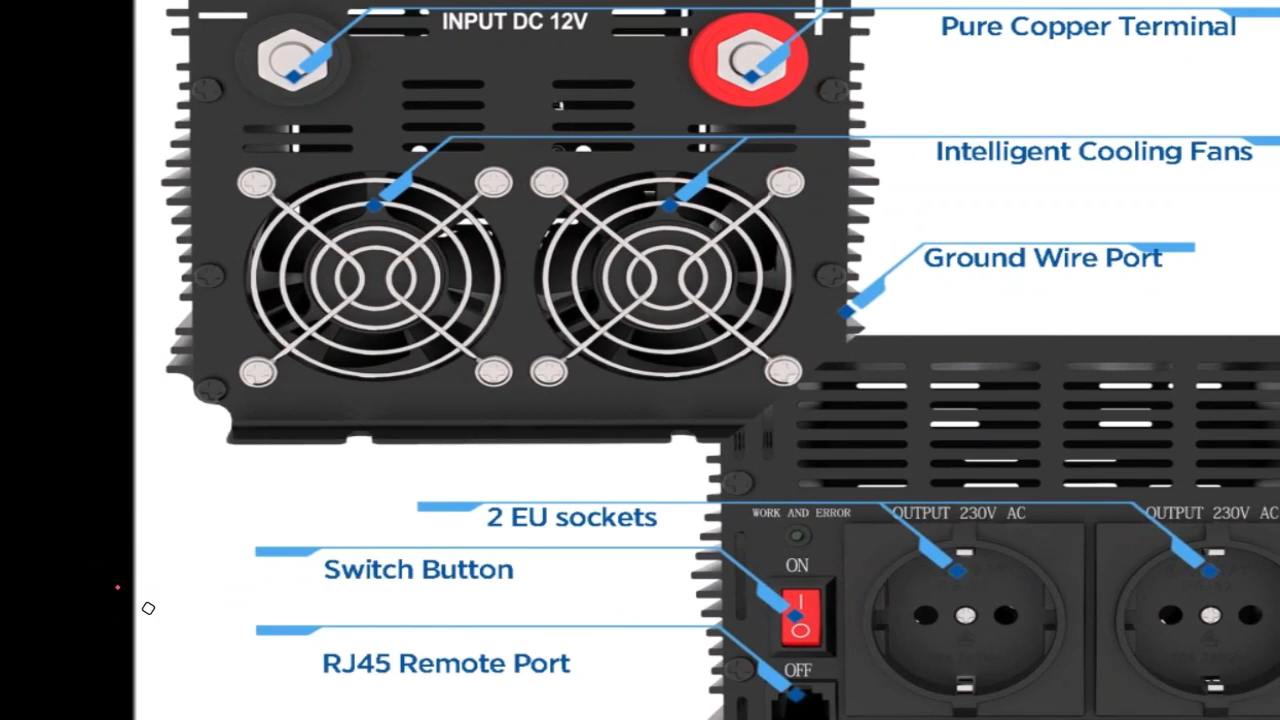 INPUT DC 12V
Pure Copper Terminal
Intelligent Cooling Fans
Ground Wire Port
2 EU sockets
WORK AND ERROR
OUTPUT 230V AC
OUTPUT 230V AC
ON
Switch Button
I
O
OFF
RJ45 Remote Port